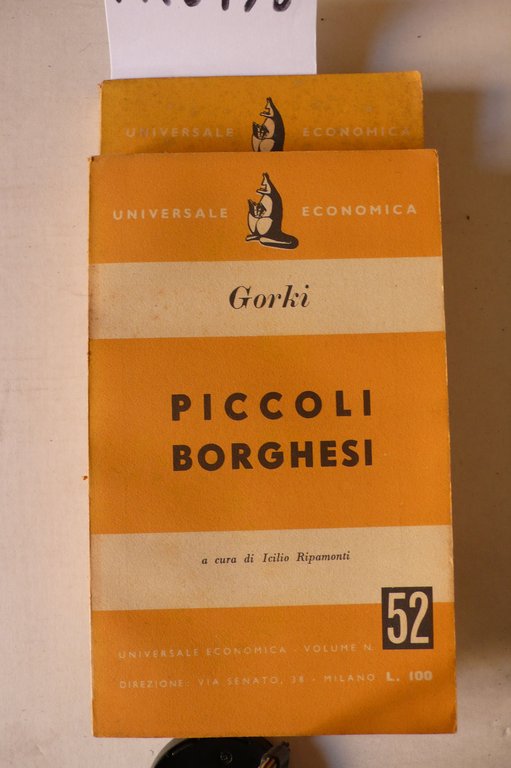 UNIVERSALE ECONOMICA
UNIVERSALE ECONOMICA
Gorki
PICCOLI
BORGHESI
a cura di Icilio Ripamonti
52
UNIVERSALE ECONOMICA - VOLUME N.
DIREZIONE: VIA SENATO, 38 - MILANO L. 100